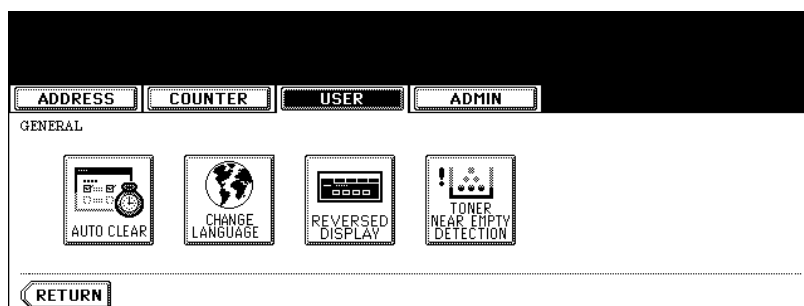 ADDRESS COUNTER USER ADMIN
GENERAL
AUTO CLEAR
CHANGE
LANGUAGE
REVERSED
DISPLAY
TONER
NEAR EMPTY
DETECTION
RETURN